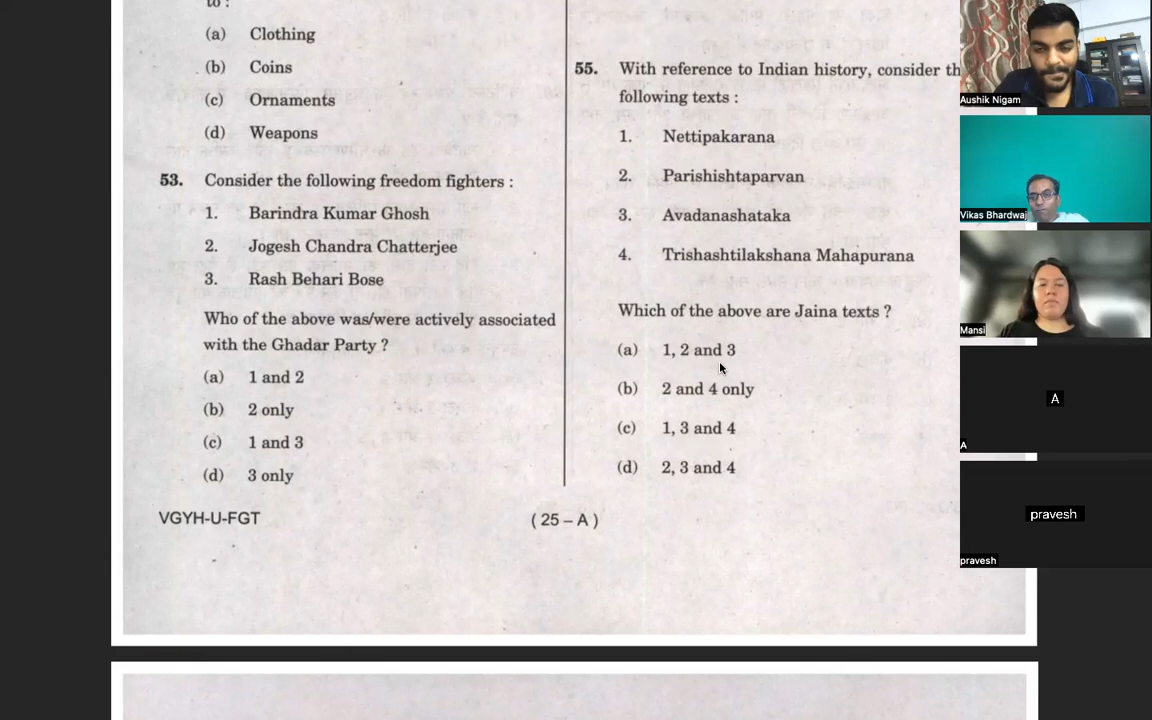 to :
(a) Clothing
(b) Coins
(c) Ornaments
(d) Weapons
53. Consider the following freedom fighters :
1. Barindra Kumar Ghosh
2. Jogesh Chandra Chatterjee
3. Rash Behari Bose
Who of the above was/were actively associated
with the Ghadar Party ?
(a) 1 and 2
(b) 2 only
(c) 1 and 3
(d) 3 only
VGYH-U-FGT
( 25 – A )
55. With reference to Indian history, consider th
following texts :
1. Nettipakarana
2. Parishishtaparvan
3. Avadanashataka
4. Trishashtilakshana Mahapurana
Which of the above are Jaina texts ?
(a) 1, 2 and 3
(b) 2 and 4 only
(c) 1, 3 and 4
(d) 2, 3 and 4
Aushik Nigam
Vikas Bhardwaj
Mansi
A
A
pravesh
pravesh